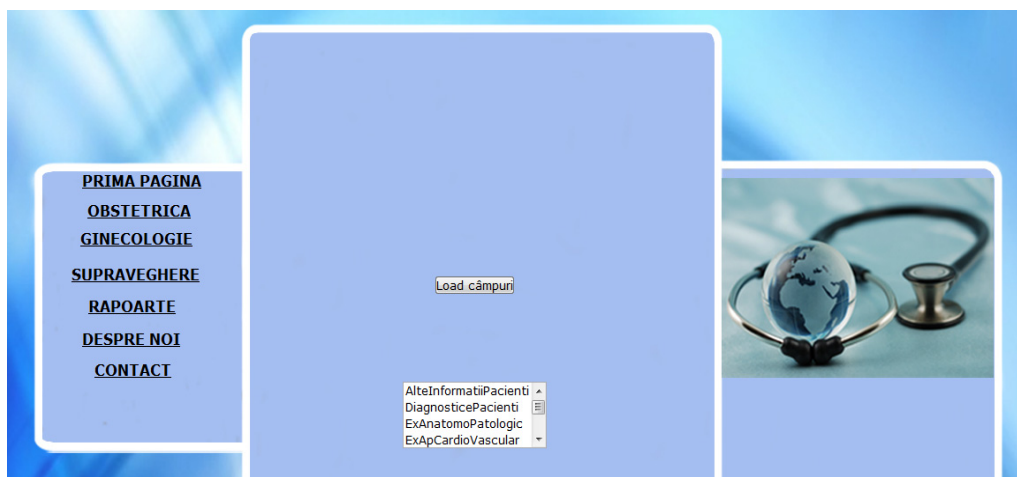 PRIMA PAGINA
OBSTETRICA
GINECOLOGIE
SUPRAVEGHERE
RAPOARTE
DESPRE NOI
CONTACT
Load câmpuri
AlteInformatiiPacienti
DiagnosticePacienti
ExAnatomoPatologic
ExApCardioVascular